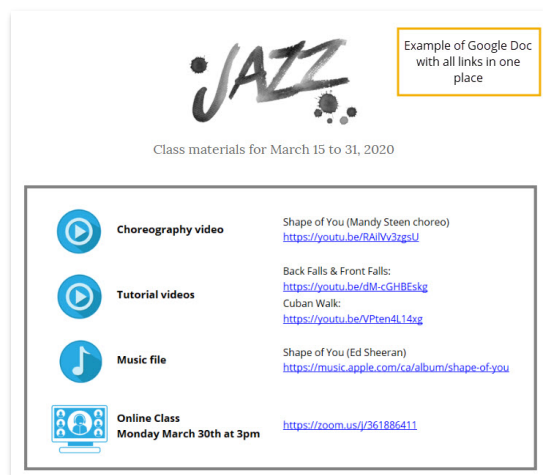 JAZZ
Example of Google Doc
with all links in one
place
Class materials for March 15 to 31, 2020
Choreography video
Shape of You (Mandy Steen choreo)
https://youtu.be/RAilVv3zgsU
Tutorial videos
Back Falls & Front Falls:
https://youtu.be/dM-cGHBEskg
Cuban Walk:
https://youtu.be/VPten4L14xg
Music file
Shape of You (Ed Sheeran)
https://music.apple.com/ca/album/shape-of-you
Online Class
Monday March 30th at 3pm
https://zoom.us/j/361886411